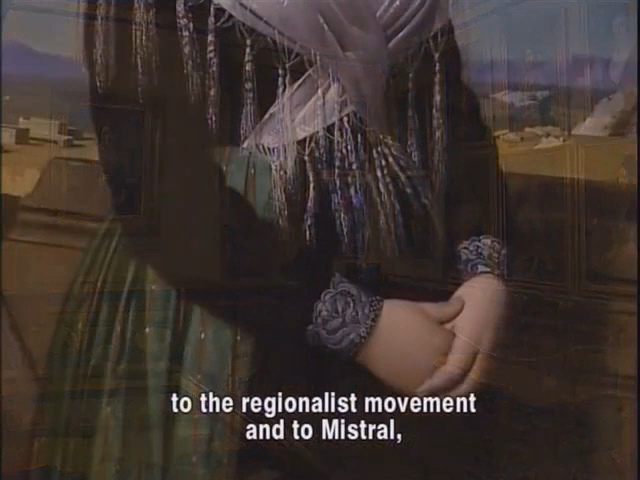 to the regionalist movement
and to Mistral,